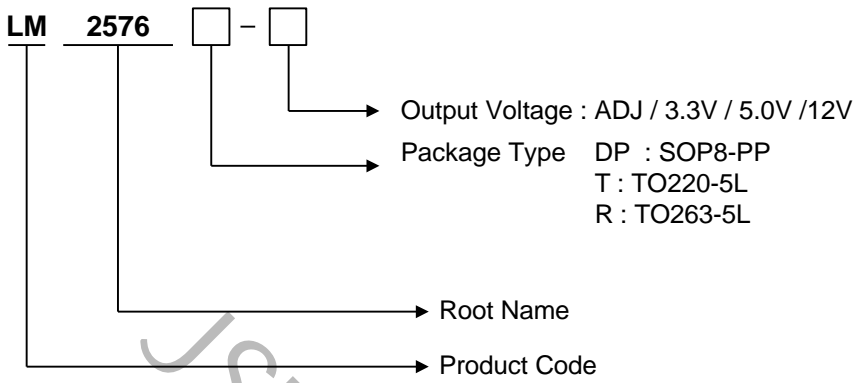 LM 2576 –
Output Voltage : ADJ / 3.3V / 5.0V /12V
Package Type DP : SOP8-PP
T : TO220-5L
R : TO263-5L
Root Name
Product Code